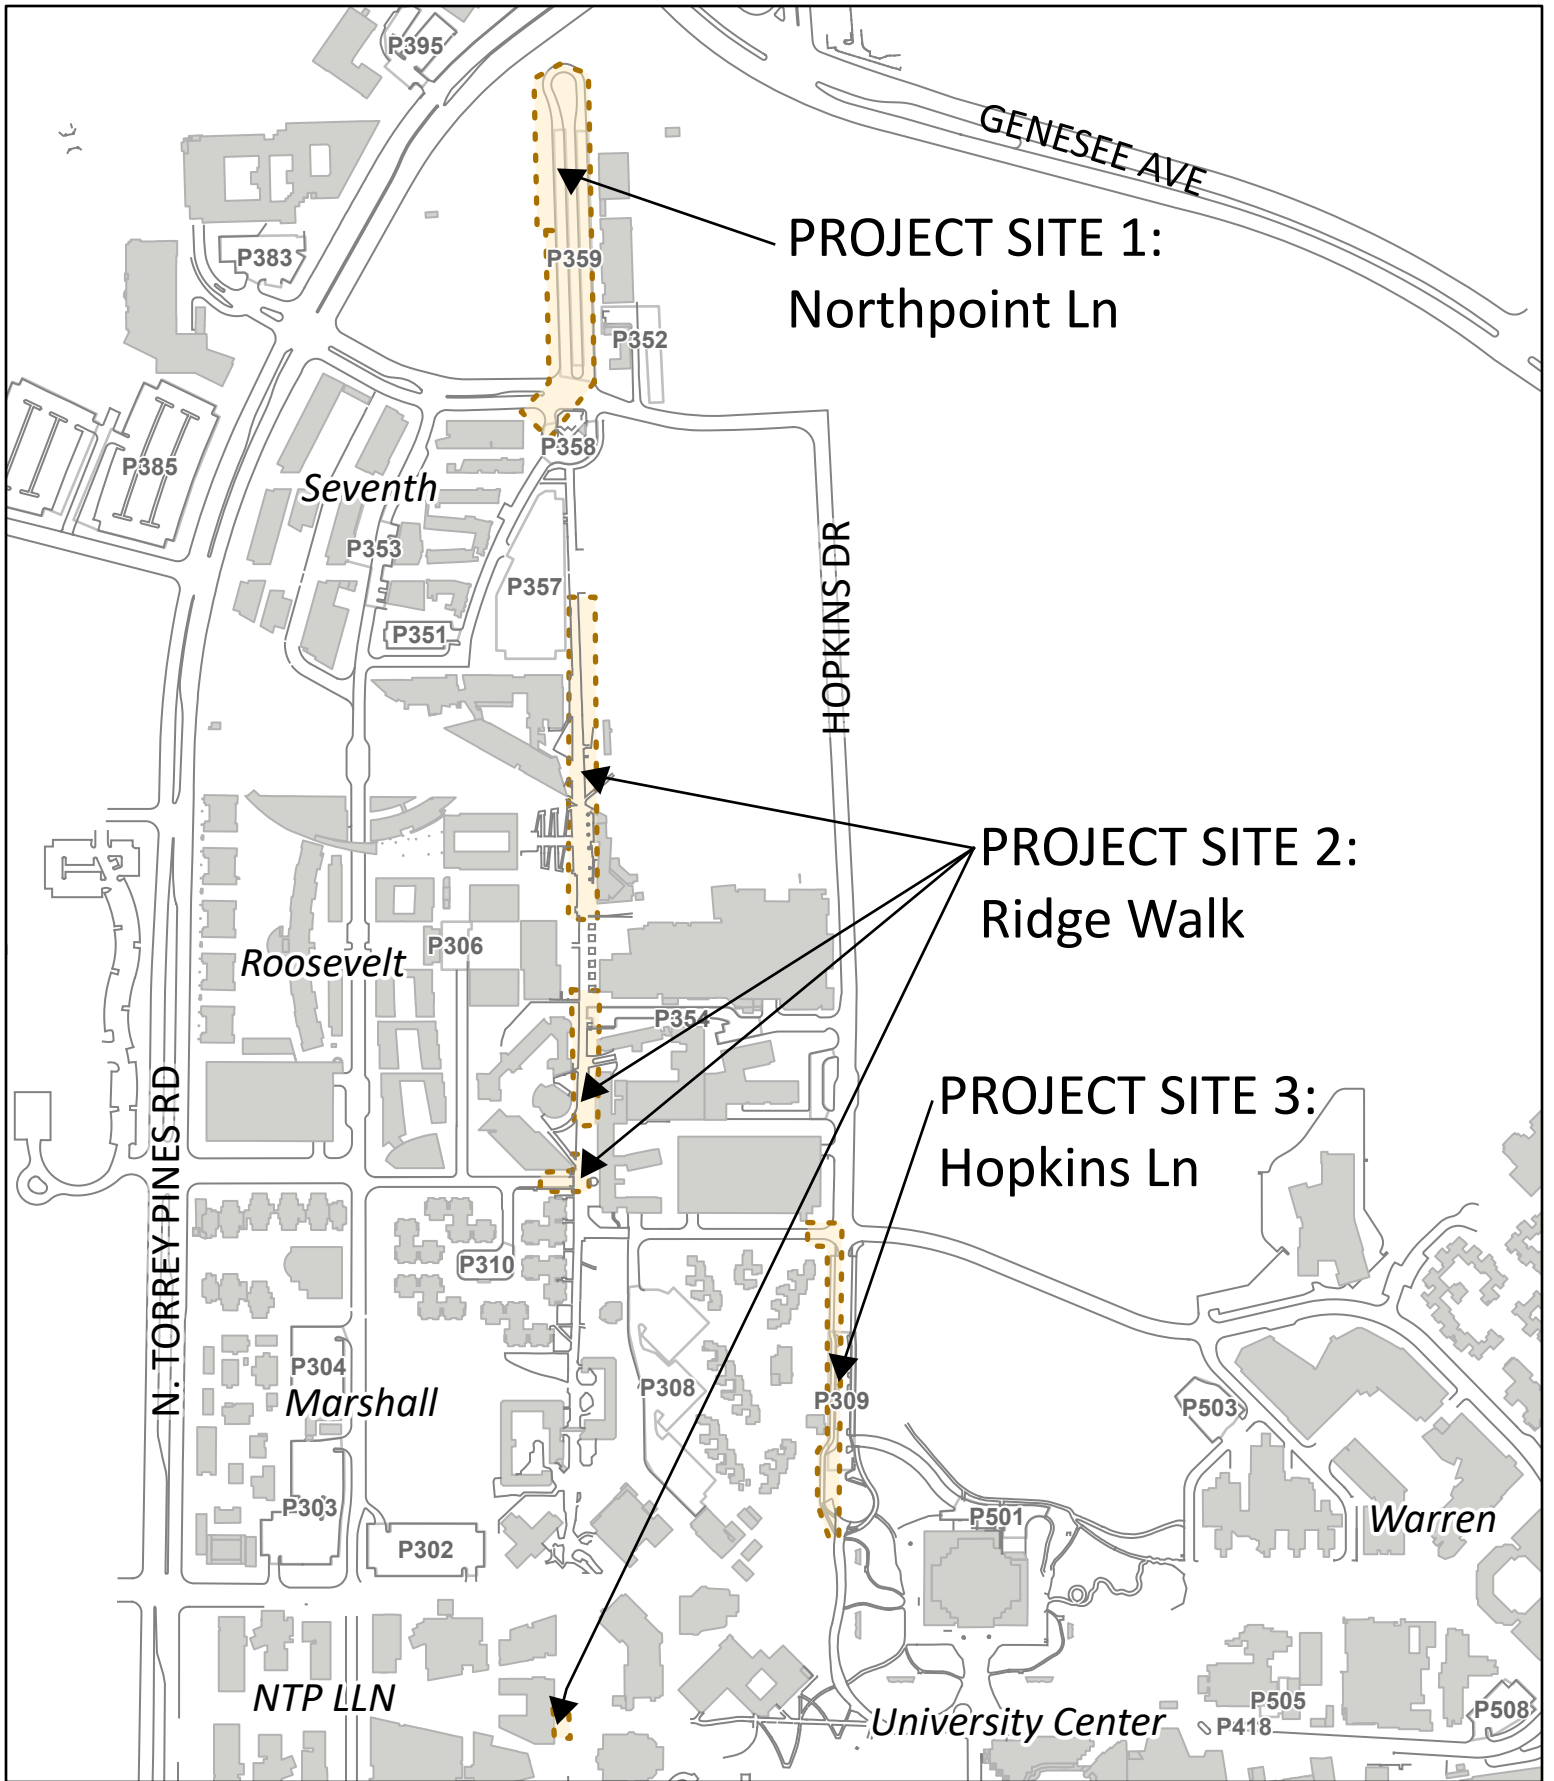 P395
GENESEE AVE
PROJECT SITE 1:
Northpoint Ln
P383
P359
P352
P385
P358
Seventh
P353
P357
HOPKINS DR
P351
PROJECT SITE 2:
Ridge Walk
P306
Roosevelt
P354
PROJECT SITE 3:
Hopkins Ln
N. TORREY PINES RD
P310
P304
P308
Marshall
P309
P503
P303
P501
Warren
P302
NTP LLN
University Center
P505
P418
P508